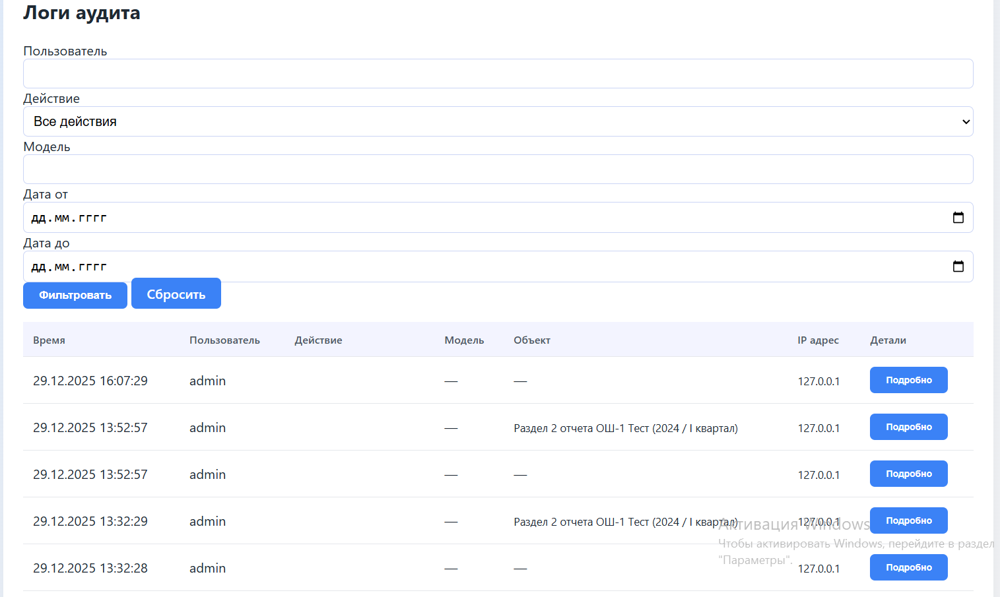 Логи аудита
Пользователь
Действие
Все действия
Модель
Дата от
дд.мм.гггг
Дата до
дд.мм.гггг
Фильтровать Сбросить
Время Пользователь Действие Модель Объект IP адрес Детали
29.12.2025 16:07:29 admin — — 127.0.0.1 Подробно
29.12.2025 13:52:57 admin — Раздел 2 отчета ОШ-1 Тест (2024 / I квартал) 127.0.0.1 Подробно
29.12.2025 13:52:57 admin — — 127.0.0.1 Подробно
29.12.2025 13:32:29 admin — Раздел 2 отчета ОШ-1 Тест (2024 / I квартал) 127.0.0.1 Подробно
Активация Windows
Чтобы активировать Windows, перейдите в раздел
"Параметры".
29.12.2025 13:32:28 admin — — 127.0.0.1 Подробно